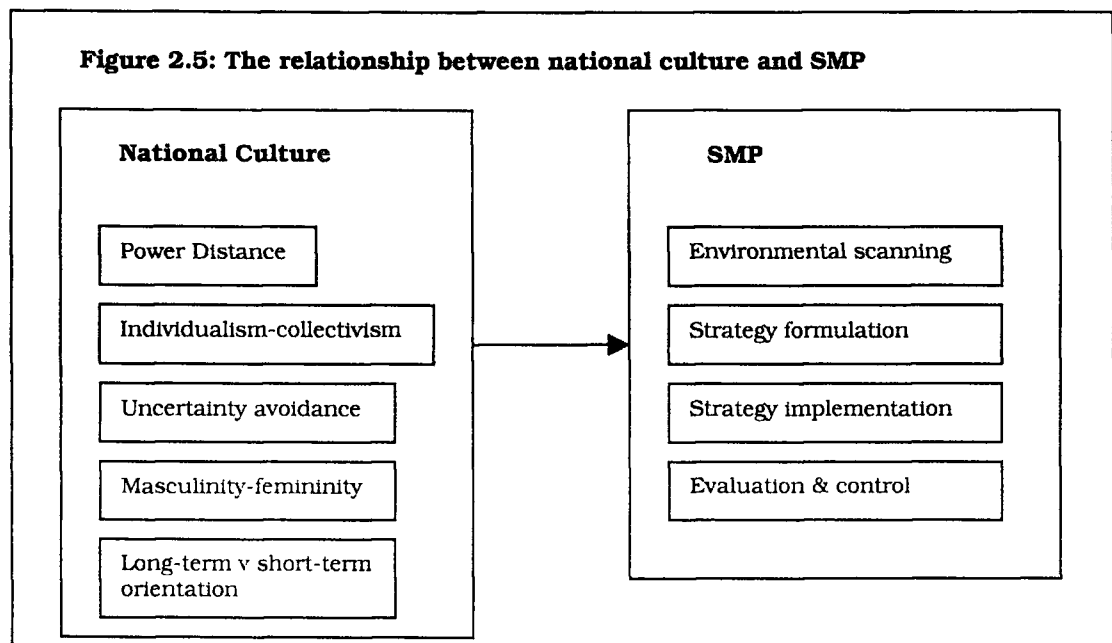 Figure 2.5: The relationship between national culture and SMP
National Culture
Power Distance
Individualism-collectivism
Uncertainty avoidance
Masculinity-femininity
Long-term v short-term
orientation
SMP
Environmental scanning
Strategy formulation
Strategy implementation
Evaluation & control